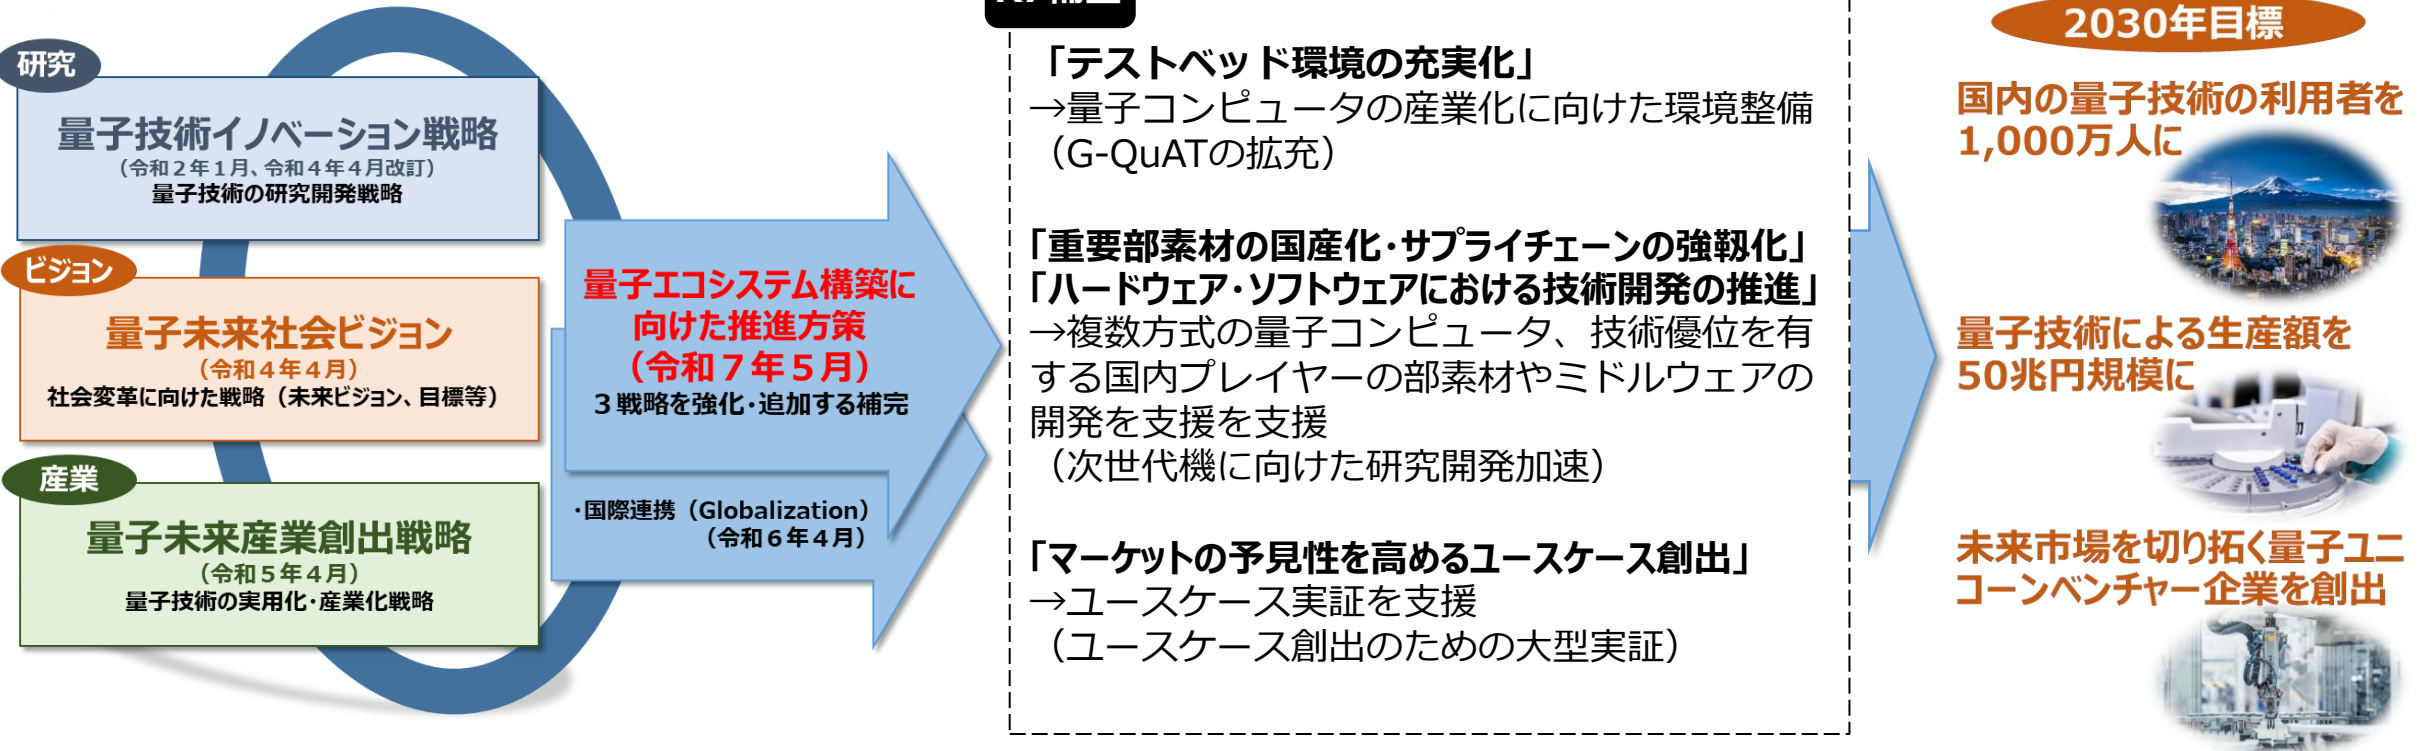 研究
量子技術イノベーション戦略
（令和２年１月、令和４年４月改訂）
量子技術の研究開発戦略
ビジョン
量子未来社会ビジョン
（令和４年４月）
社会変革に向けた戦略（未来ビジョン、目標等）
産業
量子未来産業創出戦略
（令和５年４月）
量子技術の実用化・産業化戦略
量子エコシステム構築に
向けた推進方策
（令和７年５月）
３戦略を強化・追加する補完
・国際連携（Globalization）
（令和６年４月）
「テストベッド環境の充実化」
→量子コンピュータの産業化に向けた環境整備
（G-QuATの拡充）
「重要部素材の国産化・サプライチェーンの強靱化」
「ハードウェア・ソフトウェアにおける技術開発の推進」
→複数方式の量子コンピュータ、技術優位を有
する国内プレイヤーの部素材やミドルウェアの
開発を支援を支援
（次世代機に向けた研究開発加速）
「マーケットの予見性を高めるユースケース創出」
→ユースケース実証を支援
（ユースケース創出のための大型実証）
2030年目標
国内の量子技術の利用者を
1,000万人に
量子技術による生産額を
50兆円規模に
未来市場を切り拓く量子ユニ
コーンベンチャー企業を創出